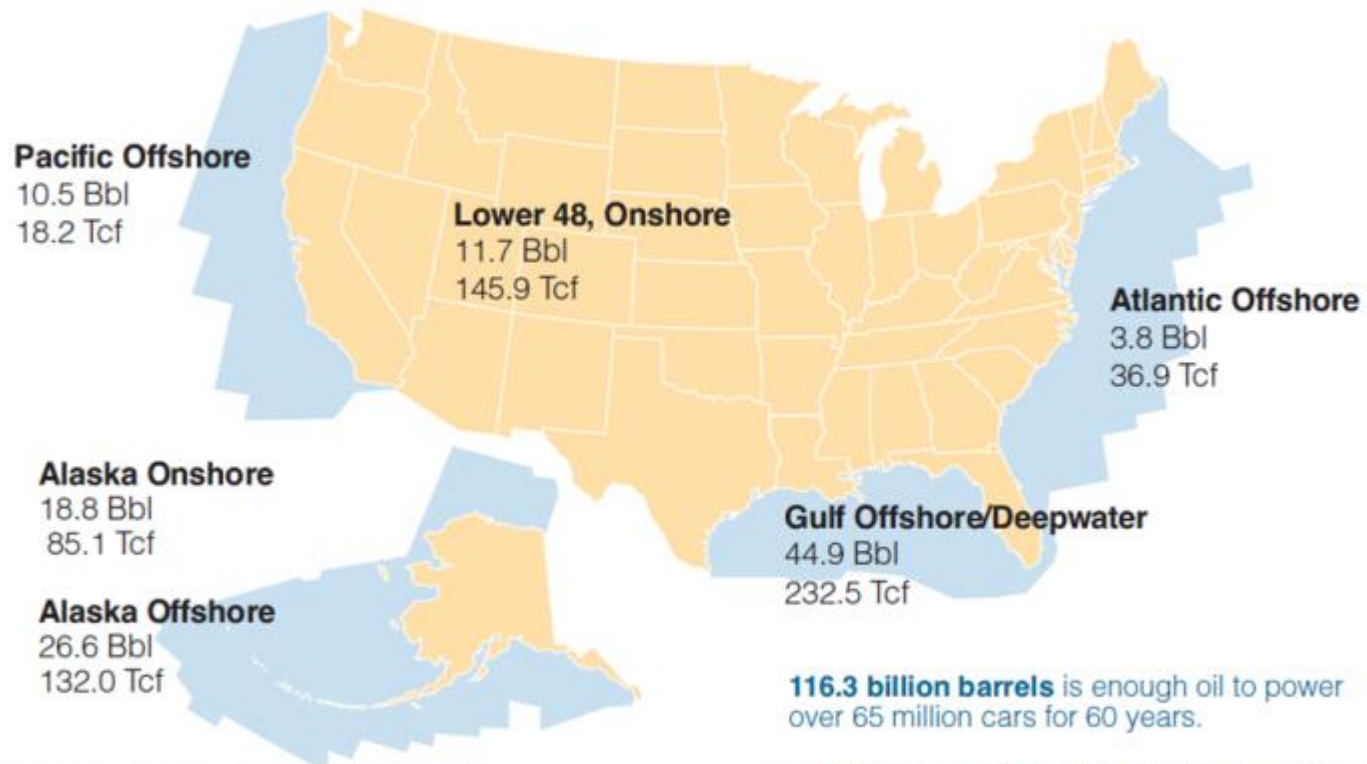 Pacific Offshore
10.5 Bbl
18.2 Tcf
Lower 48, Onshore
11.7 Bbl
145.9 Tcf
Atlantic Offshore
3.8 Bbl
36.9 Tcf
Alaska Onshore
18.8 Bbl
85.1 Tcf
Gulf Offshore/Deepwater
44.9 Bbl
232.5 Tcf
Alaska Offshore
26.6 Bbl
132.0 Tcf
116.3 billion barrels is enough oil to power
over 65 million cars for 60 years.